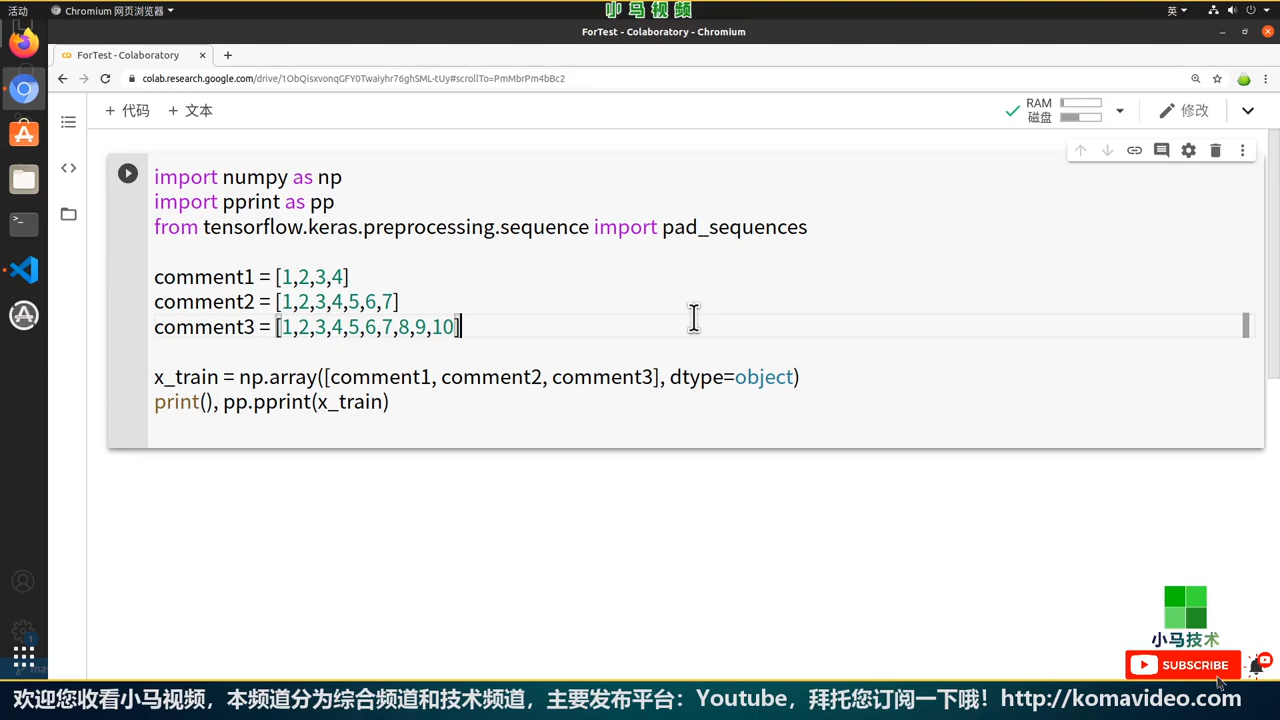 活动
Chromium 网页浏览器
小马视频
英
ForTest - Colaboratory - Chromium
ForTest - Colaboratory
colab.research.google.com/drive/1ObQisxvonqGFY0Twaiyhr76ghSML-tUy#scrollTo=PmMbrPm4bBc2
+ 代码 + 文本
RAM
磁盘
修改
import numpy as np
import pprint as pp
from tensorflow.keras.preprocessing.sequence import pad_sequences
comment1 = [1,2,3,4]
comment2 = [1,2,3,4,5,6,7]
comment3 = [1,2,3,4,5,6,7,8,9,10]
x_train = np.array([comment1, comment2, comment3], dtype=object)
print(), pp.pprint(x_train)
1
小马技术
SUBSCRIBE
欢迎您收看小马视频，本频道分为综合频道和技术频道，主要发布平台：Youtube，拜托您订阅一下哦！http://komavideo.com